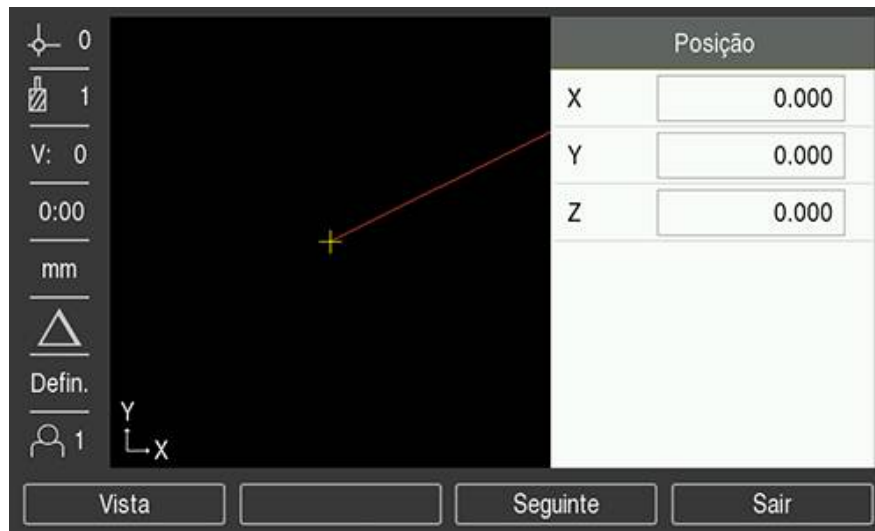 0
1
V: 0
0:00
mm
Defin.
1
Y
X
Posição
X 0.000
Y 0.000
Z 0.000
Vista
Seguinte
Sair